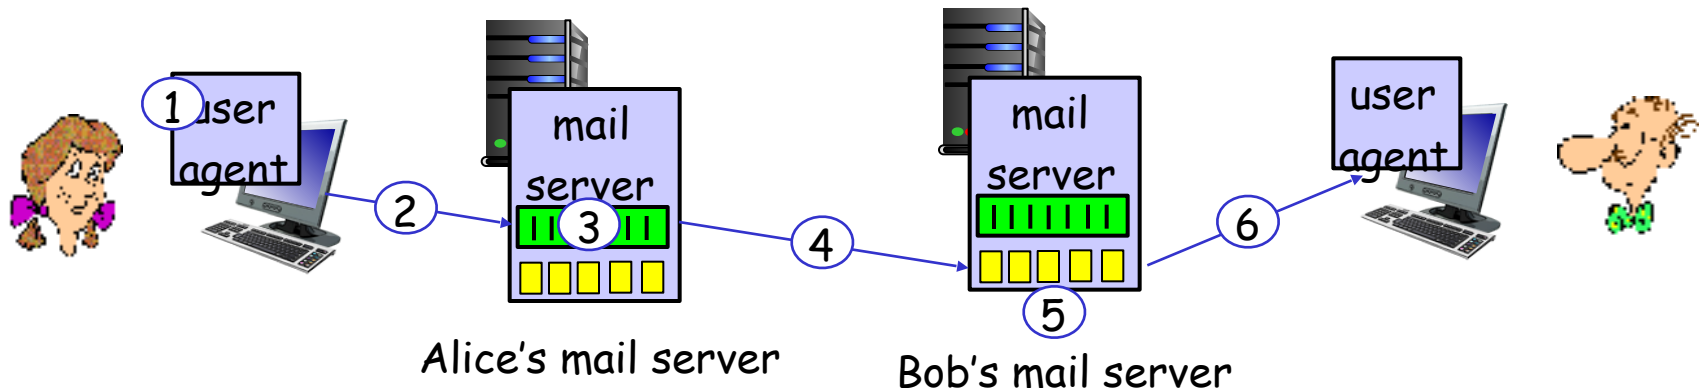 1
user
agent
2
mail
server
3
Alice's mail server
4
mail
server
5
Bob's mail server
6
user
agent